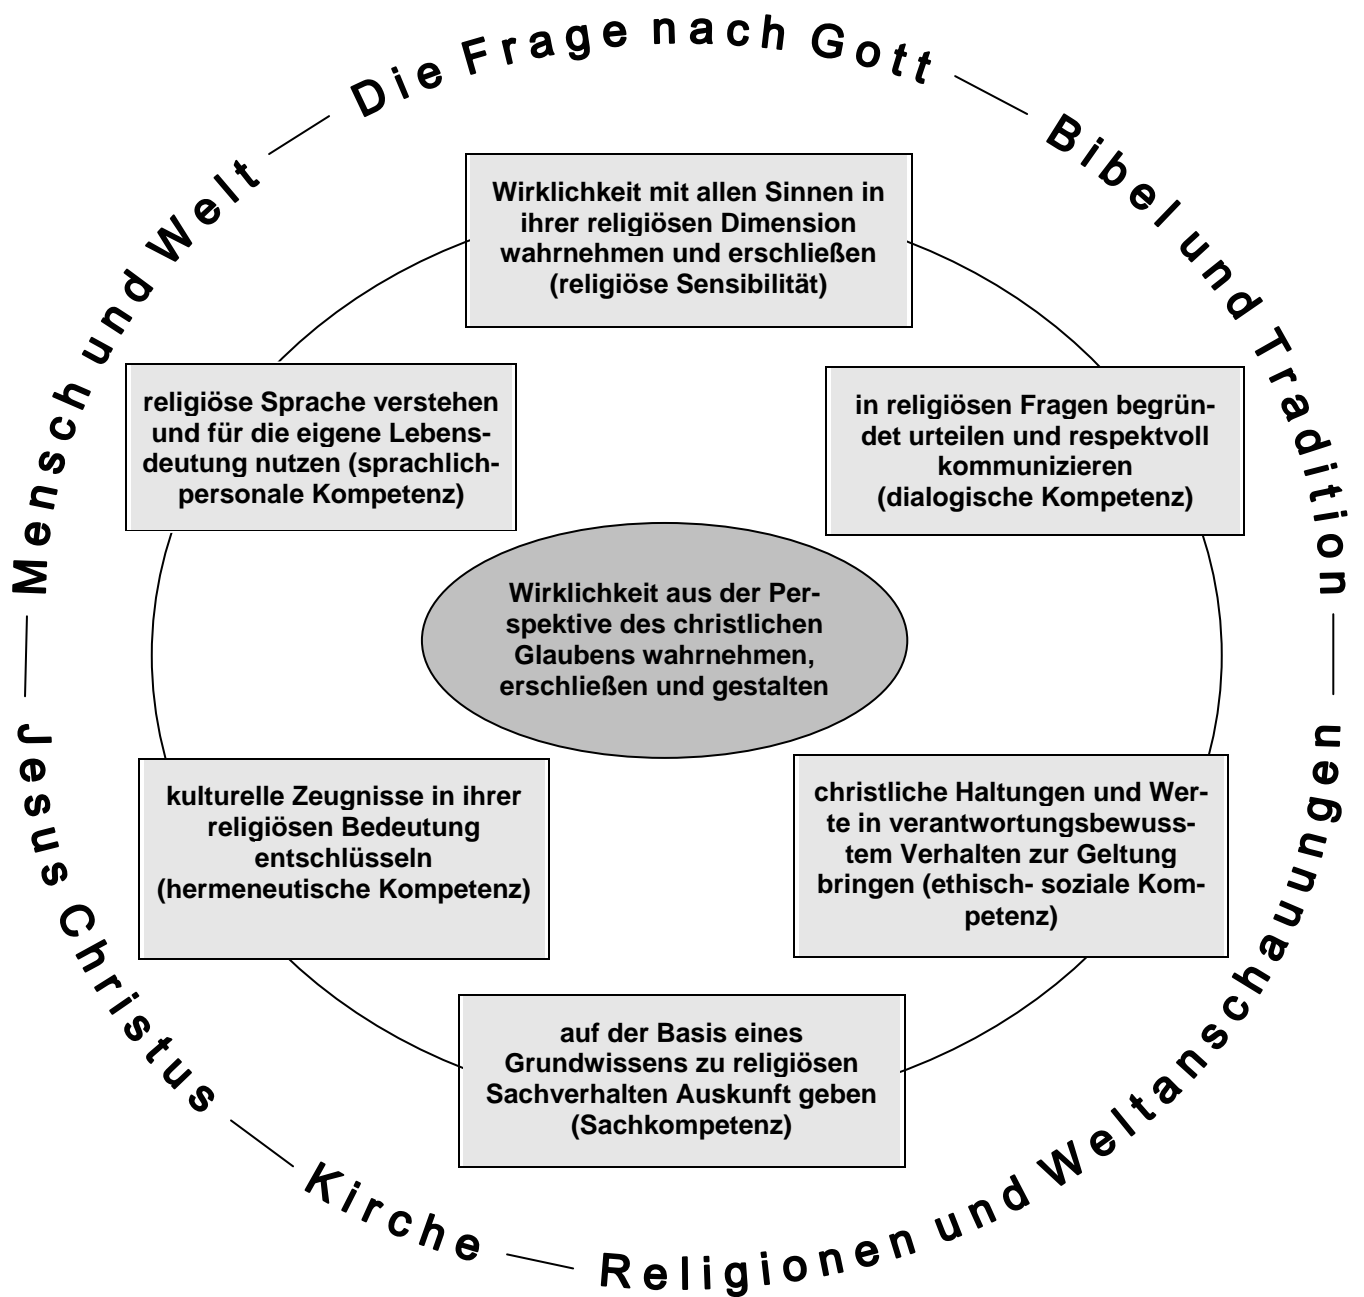 Die Frage nach Gott
Bibel und Tradition
Religionen und Weltanschauungen
Kirche
Jesus Christus
Mensch und Welt
Wirklichkeit mit allen Sinnen in
ihrer religiösen Dimension
wahrnehmen und erschließen
(religiöse Sensibilität)
religiöse Sprache verstehen
und für die eigene Lebens-
deutung nutzen (sprachlich-
personale Kompetenz)
in religiösen Fragen begrün-
det urteilen und respektvoll
kommunizieren
(dialogische Kompetenz)
Wirklichkeit aus der Per-
spektive des christlichen
Glaubens wahrnehmen,
erschließen und gestalten
kulturelle Zeugnisse in ihrer
religiösen Bedeutung
entschlüsseln
(hermeneutische Kompetenz)
christliche Haltungen und Wer-
te in verantwortungsbewuss-
tem Verhalten zur Geltung
bringen (ethisch- soziale Kom-
petenz)
auf der Basis eines
Grundwissens zu religiösen
Sachverhalten Auskunft geben
(Sachkompetenz)